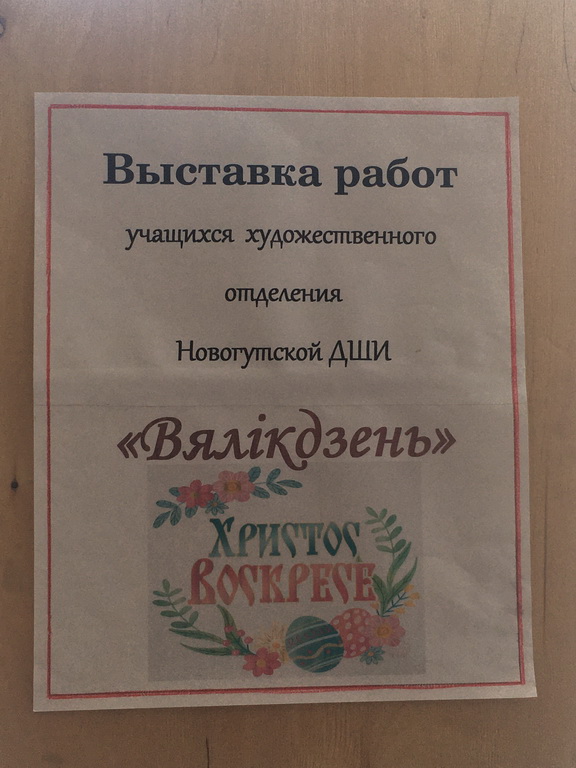 Выставка работ
учащихся художественного
отделения
Новогутской ДШИ
«Вялікдзень»
ХРИСТОС
ВОСКРЕСЕ